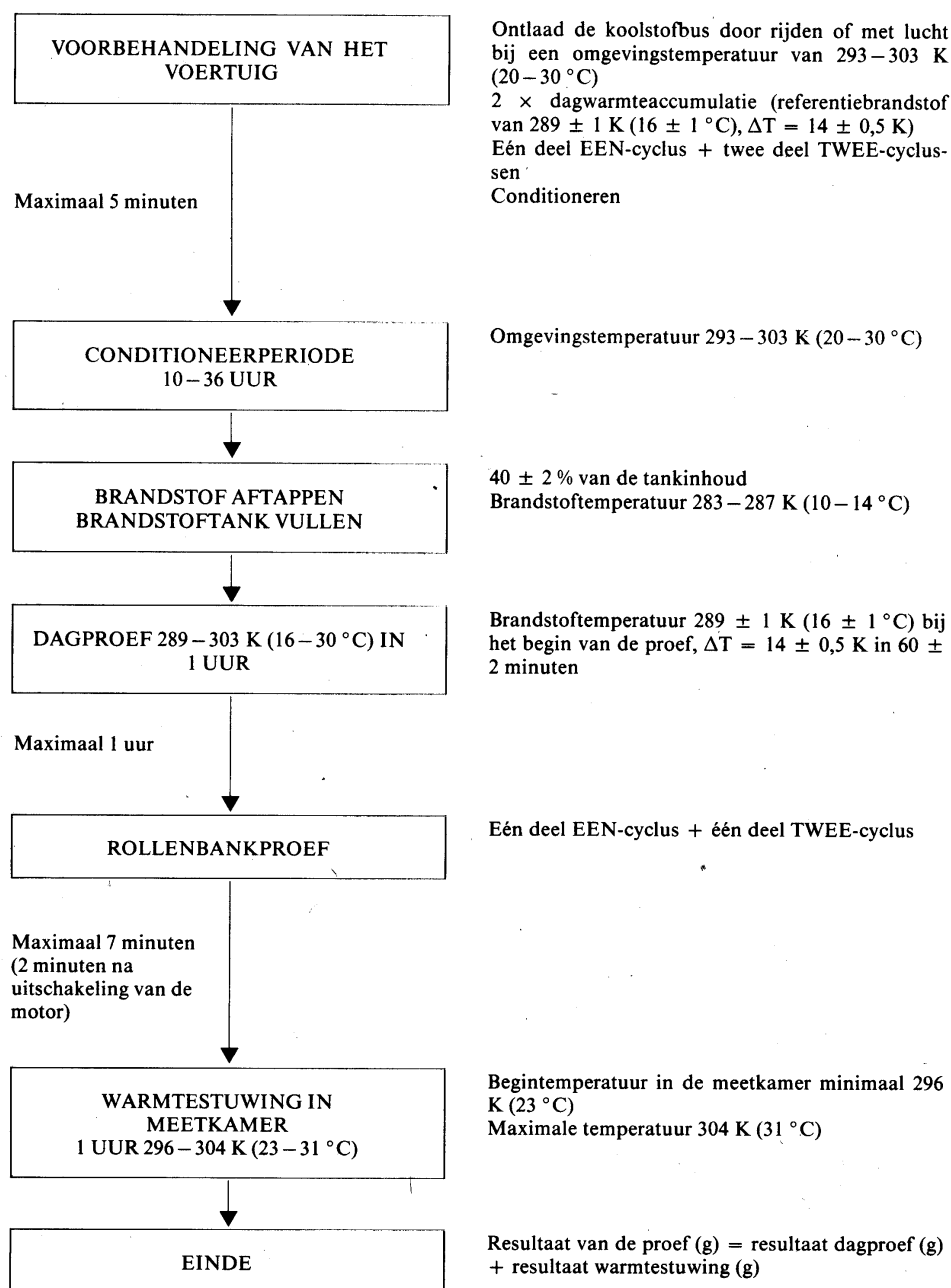 VOORBEHANDELING VAN HET
VOERTUIG
Ontlaad de koolstofbus door rijden of met lucht
bij een omgevingstemperatuur van 293–303 K
(20–30 °C)
2 × dagwarmteaccumulatie (referentiebrandstof
van 289 ± 1 K (16 ± 1 °C), ΔT = 14 ± 0,5 K)
Eén deel EEN-cyclus + twee deel TWEE-cyclus-
sen
Conditioneren
Maximaal 5 minuten
CONDITIONEERPERIODE
10–36 UUR
Omgevingstemperatuur 293–303 K (20–30 °C)
BRANDSTOF AFTAPPEN
BRANDSTOFTANK VULLEN
40 ± 2 % van de tankinhoud
Brandstoftemperatuur 283–287 K (10–14 °C)
DAGPROEF 289–303 K (16–30 °C) IN
1 UUR
Brandstoftemperatuur 289 ± 1 K (16 ± 1 °C) bij
het begin van de proef, ΔT = 14 ± 0,5 K in 60 ±
2 minuten
Maximaal 1 uur
ROLLENBANKPROEF
Eén deel EEN-cyclus + één deel TWEE-cyclus
Maximaal 7 minuten
(2 minuten na
uitschakeling van de
motor)
WARMTESTUWING IN
MEETKAMER
1 UUR 296–304 K (23–31 °C)
Begintemperatuur in de meetkamer minimaal 296
K (23 °C)
Maximale temperatuur 304 K (31 °C)
EINDE
Resultaat van de proef (g) = resultaat dagproef (g)
+ resultaat warmtestuwing (g)